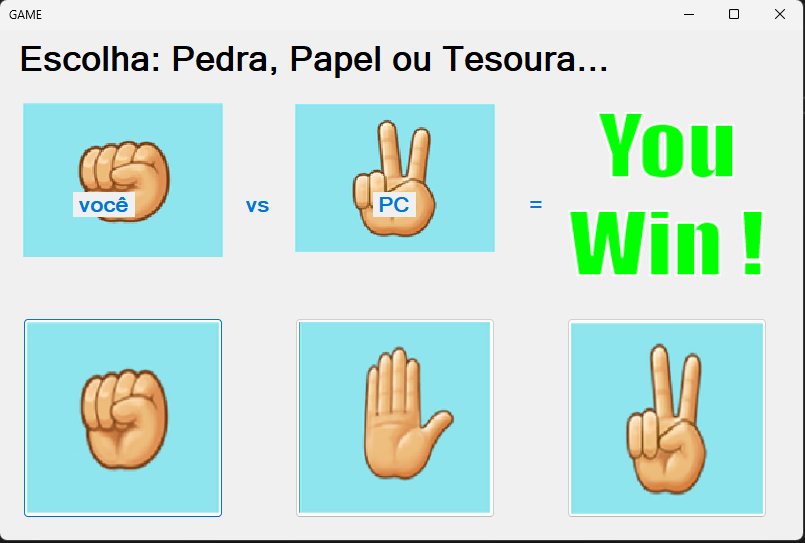 GAME
Escolha: Pedra, Papel ou Tesoura...
você
vs
PC
=
You
Win !